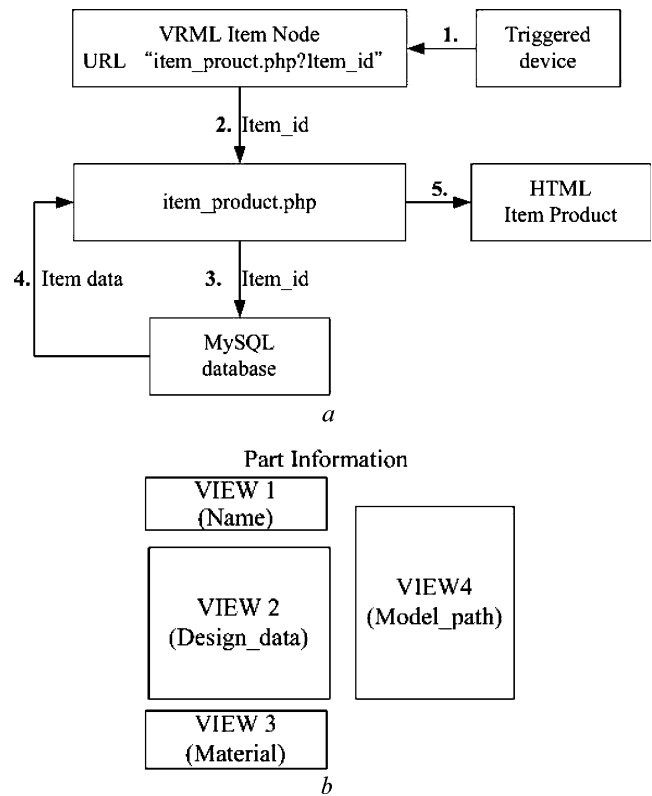 VRML Item Node
URL “item_prouct.php?Item_id”
1.
Triggered
device
2. Item_id
item_product.php
5.
HTML
Item Product
4. Item data
3. Item_id
MySQL
database
a
Part Information
VIEW 1
(Name)
VIEW 2
(Design_data)
VIEW4
(Model_path)
VIEW 3
(Material)
b